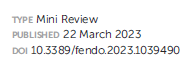 TYPE Mini Review
PUBLISHED 22 March 2023
DOI 10.3389/fendo.2023.1039490